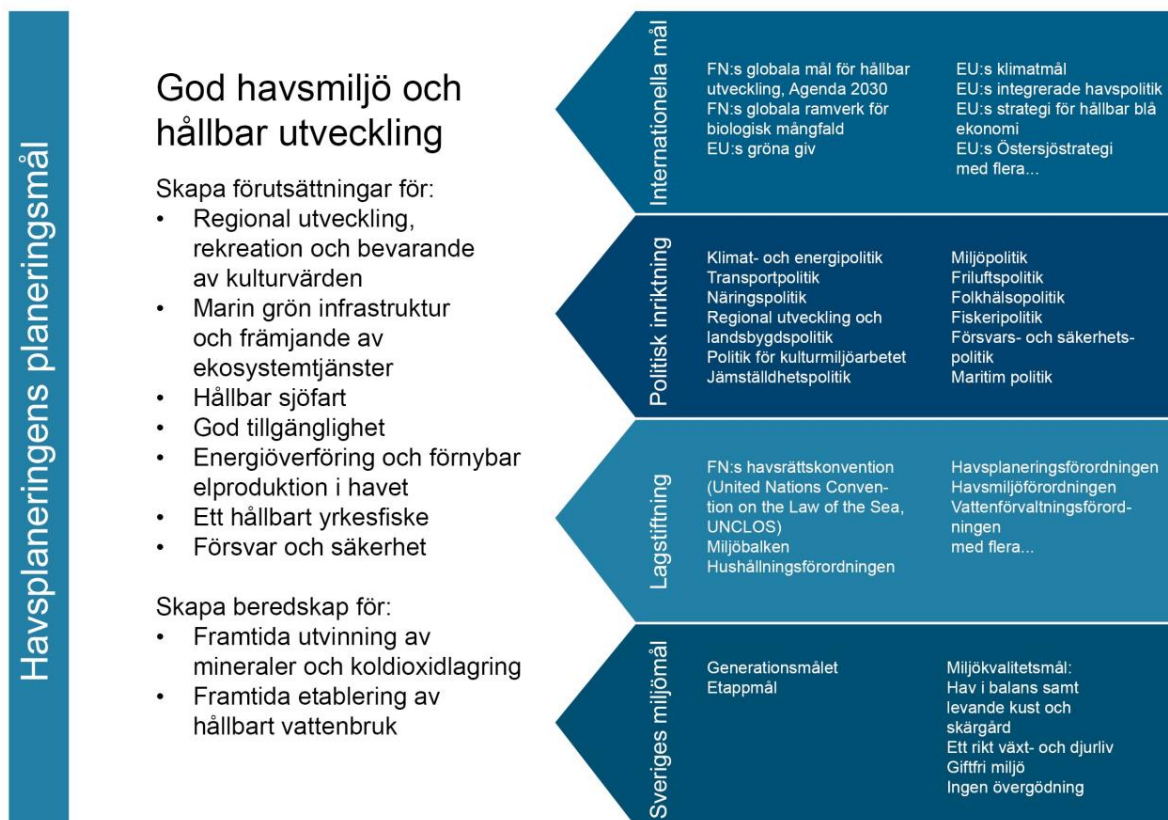 Havsplaneringens planeringsmål
God havsmiljö och
hållbar utveckling
Skapa förutsättningar för:
• Regional utveckling,
rekreation och bevarande
av kulturvärden
• Marin grön infrastruktur
och främjande av
ekosystemtjänster
• Hållbar sjöfart
• God tillgänglighet
• Energiöverföring och förnybar
elproduktion i havet
• Ett hållbart yrkesfiske
• Försvar och säkerhet
Skapa beredskap för:
• Framtida utvinning av
mineraler och koldioxidlagring
• Framtida etablering av
hållbart vattenbruk
Internationella mål
FN:s globala mål för hållbar
utveckling, Agenda 2030
FN:s globala ramverk för
biologisk mångfald
EU:s gröna giv
EU:s klimatmål
EU:s integrerade havspolitik
EU:s strategi för hållbar blå
ekonomi
EU:s Östersjöstrategi
med flera...
Politisk inriktning
Klimat- och energipolitik
Transportpolitik
Näringspolitik
Regional utveckling och
landsbygdspolitik
Politik för kulturmiljöarbetet
Jämställdhetspolitik
Miljöpolitik
Friluftspolitik
Folkhälsopolitik
Fiskeripolitik
Försvars- och säkerhets-
politik
Maritim politik
Lagstiftning
FN:s havsrättskonvention
(United Nations Conven-
tion on the Law of the Sea,
UNCLOS)
Miljöbalken
Hushållningsförordningen
Havsplaneringsförordningen
Havsmiljöförordningen
Vattenförvaltningsförord-
ningen
med flera...
Sveriges miljömål
Generationsmålet
Etappmål
Miljökvalitetsmål:
Hav i balans samt
levande kust och
skärgård
Ett rikt växt- och djurliv
Giftfri miljö
Ingen övergödning